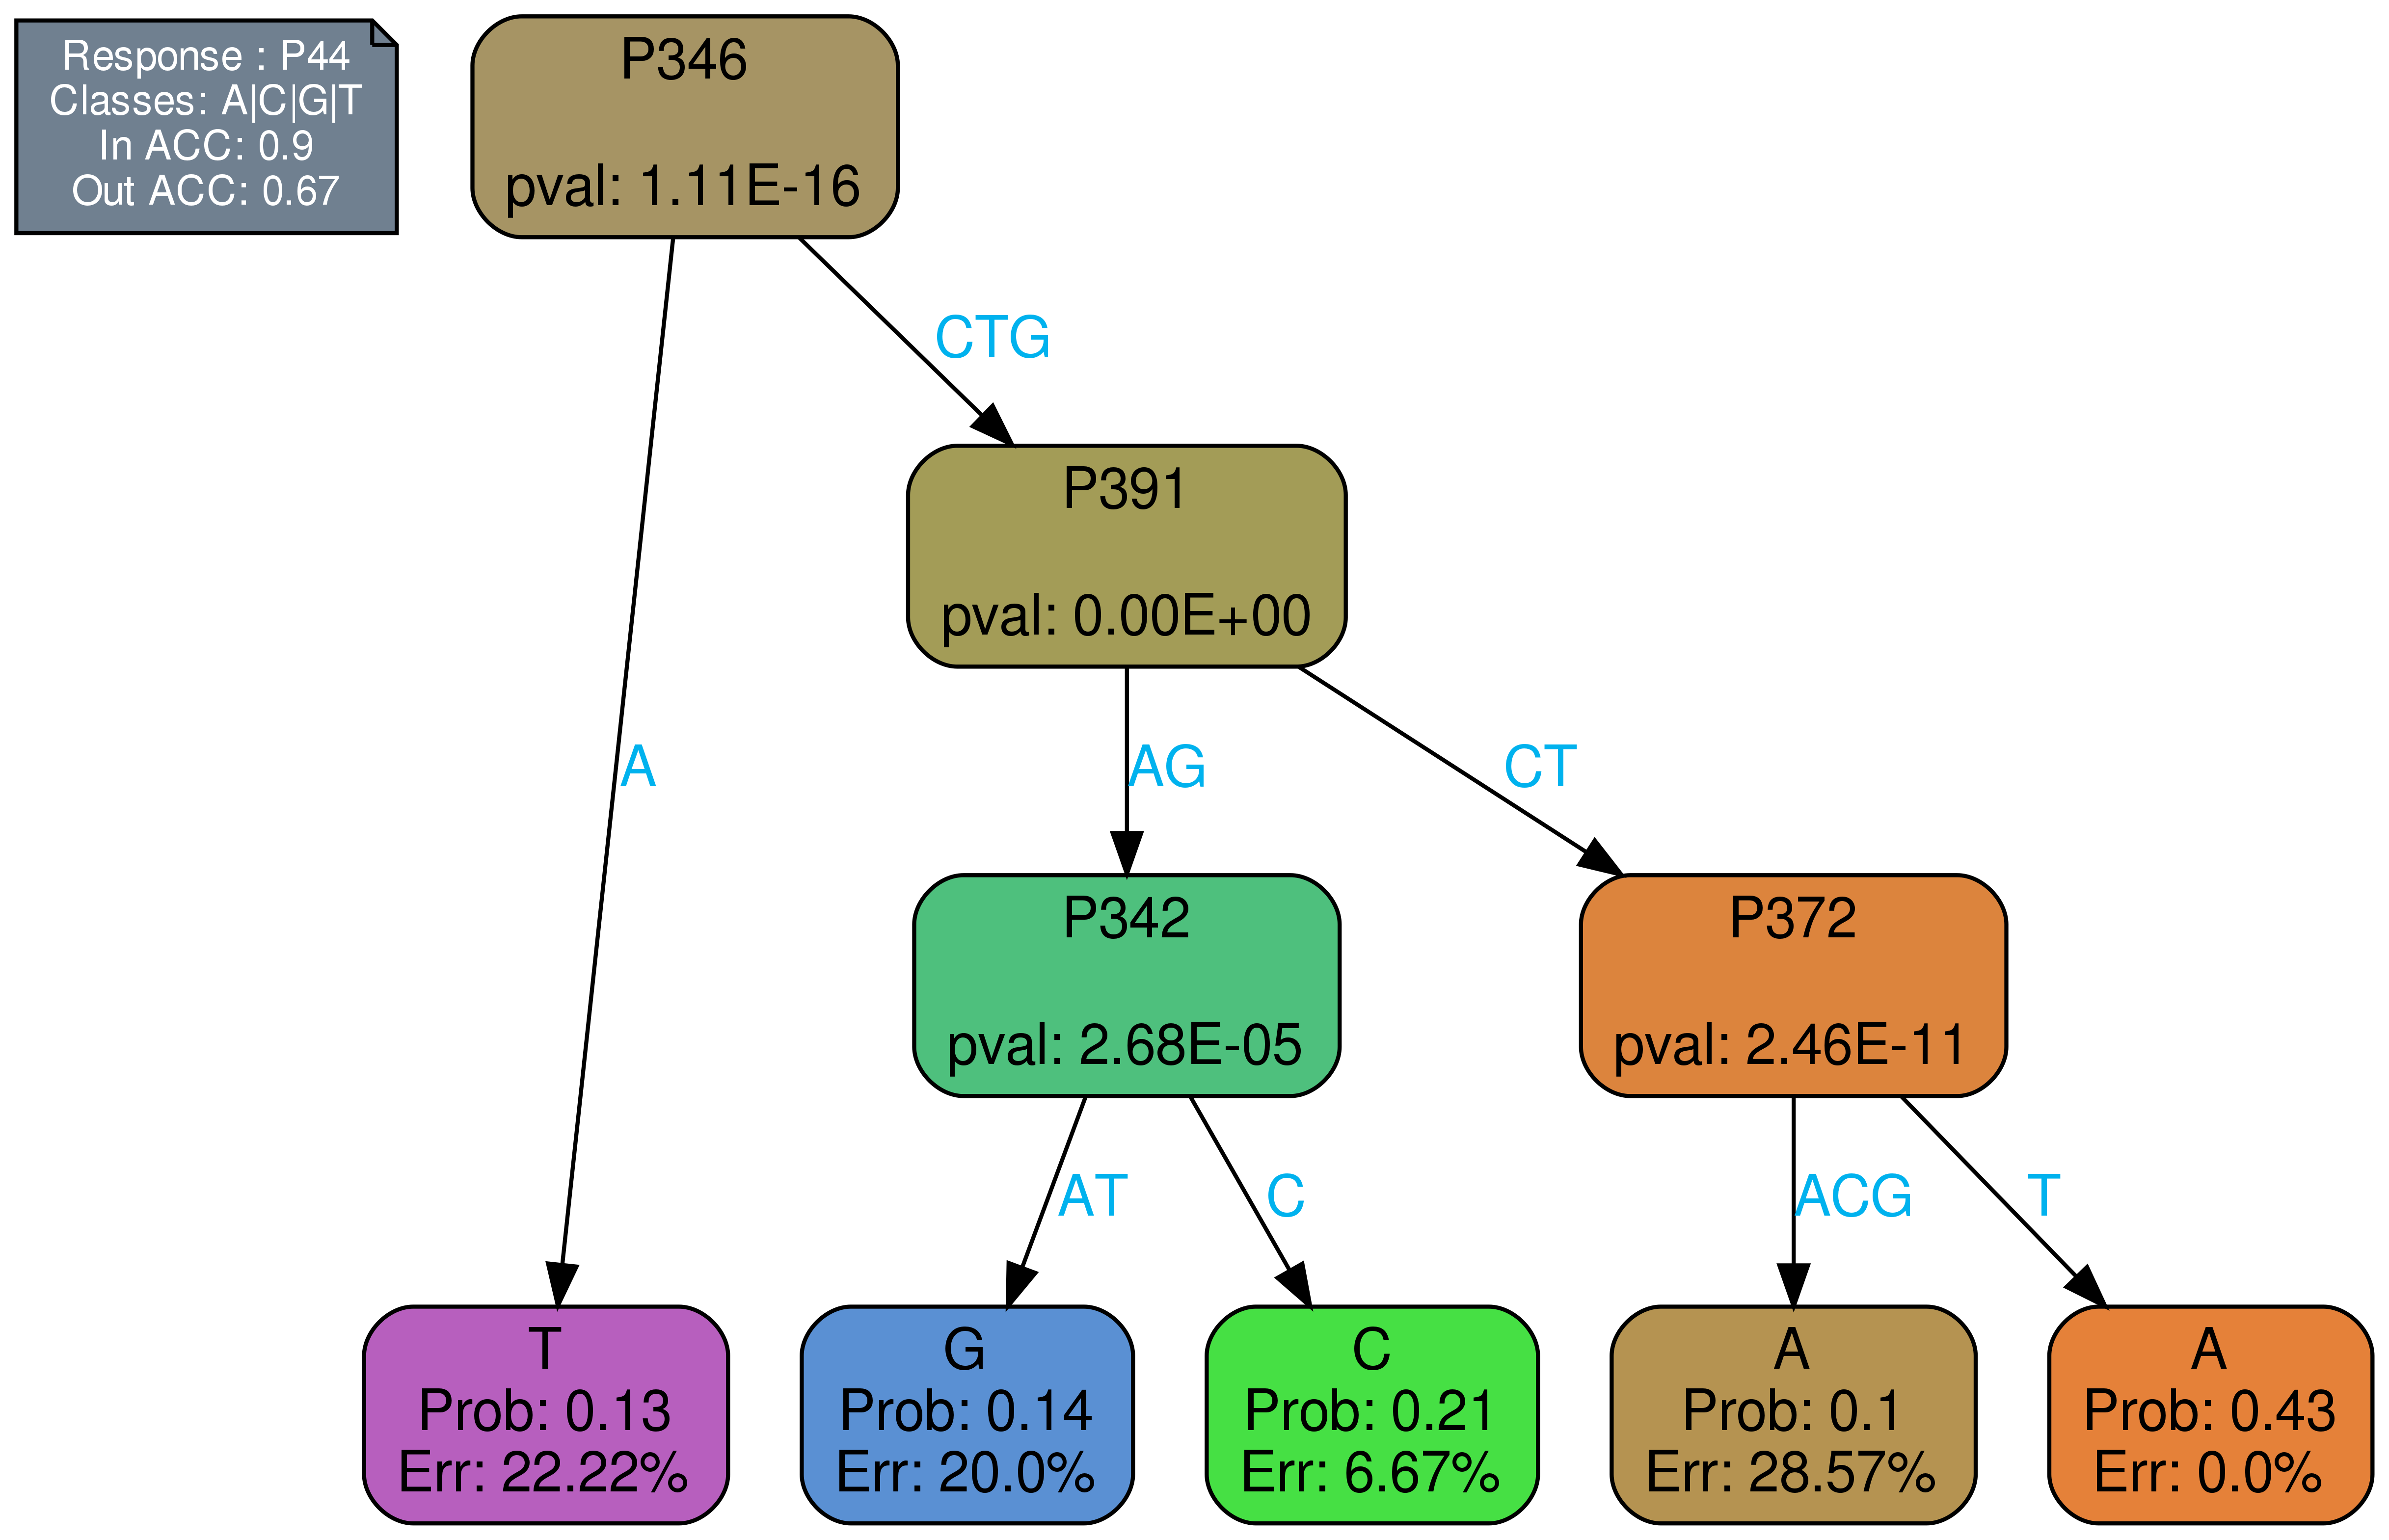 Response : P44
Classes: A|C|G|T
In ACC: 0.9
Out ACC: 0.67
P346
pval: 1.11E-16
CTG
P391
pval: 0.00E+00
A
AG
CT
P342
pval: 2.68E-05
P372
pval: 2.46E-11
AT
C
ACG
T
T
Prob: 0.13
Err: 22.22%
G
Prob: 0.14
Err: 20.0%
C
Prob: 0.21
Err: 6.67%
A
Prob: 0.1
Err: 28.57%
A
Prob: 0.43
Err: 0.0%